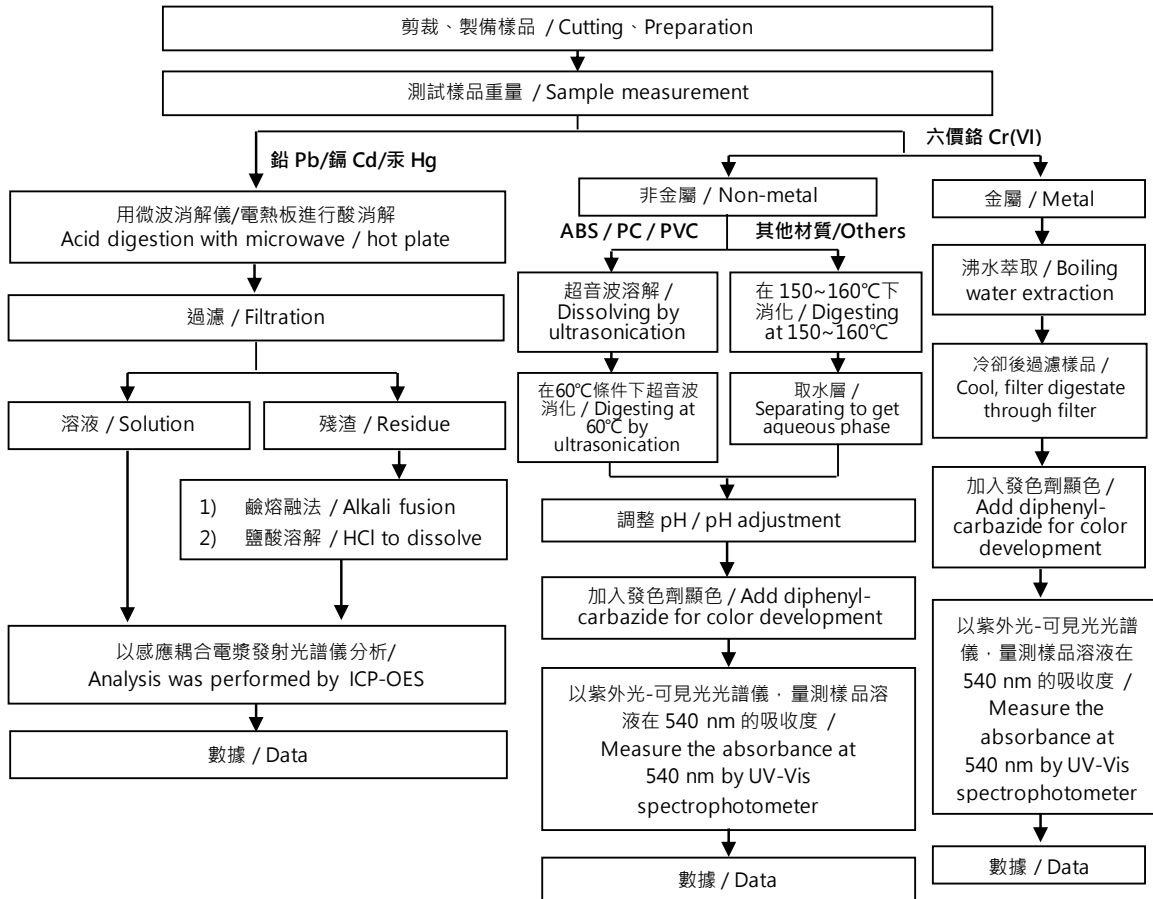 剪裁、製備樣品 / Cutting、Preparation
測試樣品重量 / Sample measurement
鉛 Pb/鎘 Cd/汞 Hg
六價鉻 Cr(VI)
用微波消解儀/電熱板進行酸消解
Acid digestion with microwave / hot plate
過濾 / Filtration
溶液 / Solution
殘渣 / Residue
1) 鹼熔融法 / Alkali fusion
2) 鹽酸溶解 / HCl to dissolve
以感應耦合電漿發射光譜儀分析/
Analysis was performed by ICP-OES
數據 / Data
非金屬 / Non-metal
ABS / PC / PVC
其他材質/Others
超音波溶解 /
Dissolving by
ultrasonication
在60℃條件下超音波
消化 / Digesting at
60℃ by
ultrasonication
在 150~160℃下
消化 / Digesting
at 150~160℃
取水層 /
Separating to get
aqueous phase
調整 pH / pH adjustment
加入發色劑顯色 / Add diphenyl-
carbazide for color development
以紫外光-可見光光譜儀，量測樣品溶
液在 540 nm 的吸收度 /
Measure the absorbance at
540 nm by UV-Vis
spectrophotometer
數據 / Data
金屬 / Metal
沸水萃取 / Boiling
water extraction
冷卻後過濾樣品 /
Cool, filter digestate
through filter
加入發色劑顯色 /
Add diphenyl-
carbazide for color
development
以紫外光-可見光光譜
儀，量測樣品溶液在
540 nm 的吸收度 /
Measure the
absorbance at
540 nm by UV-Vis
spectrophotometer
數據 / Data